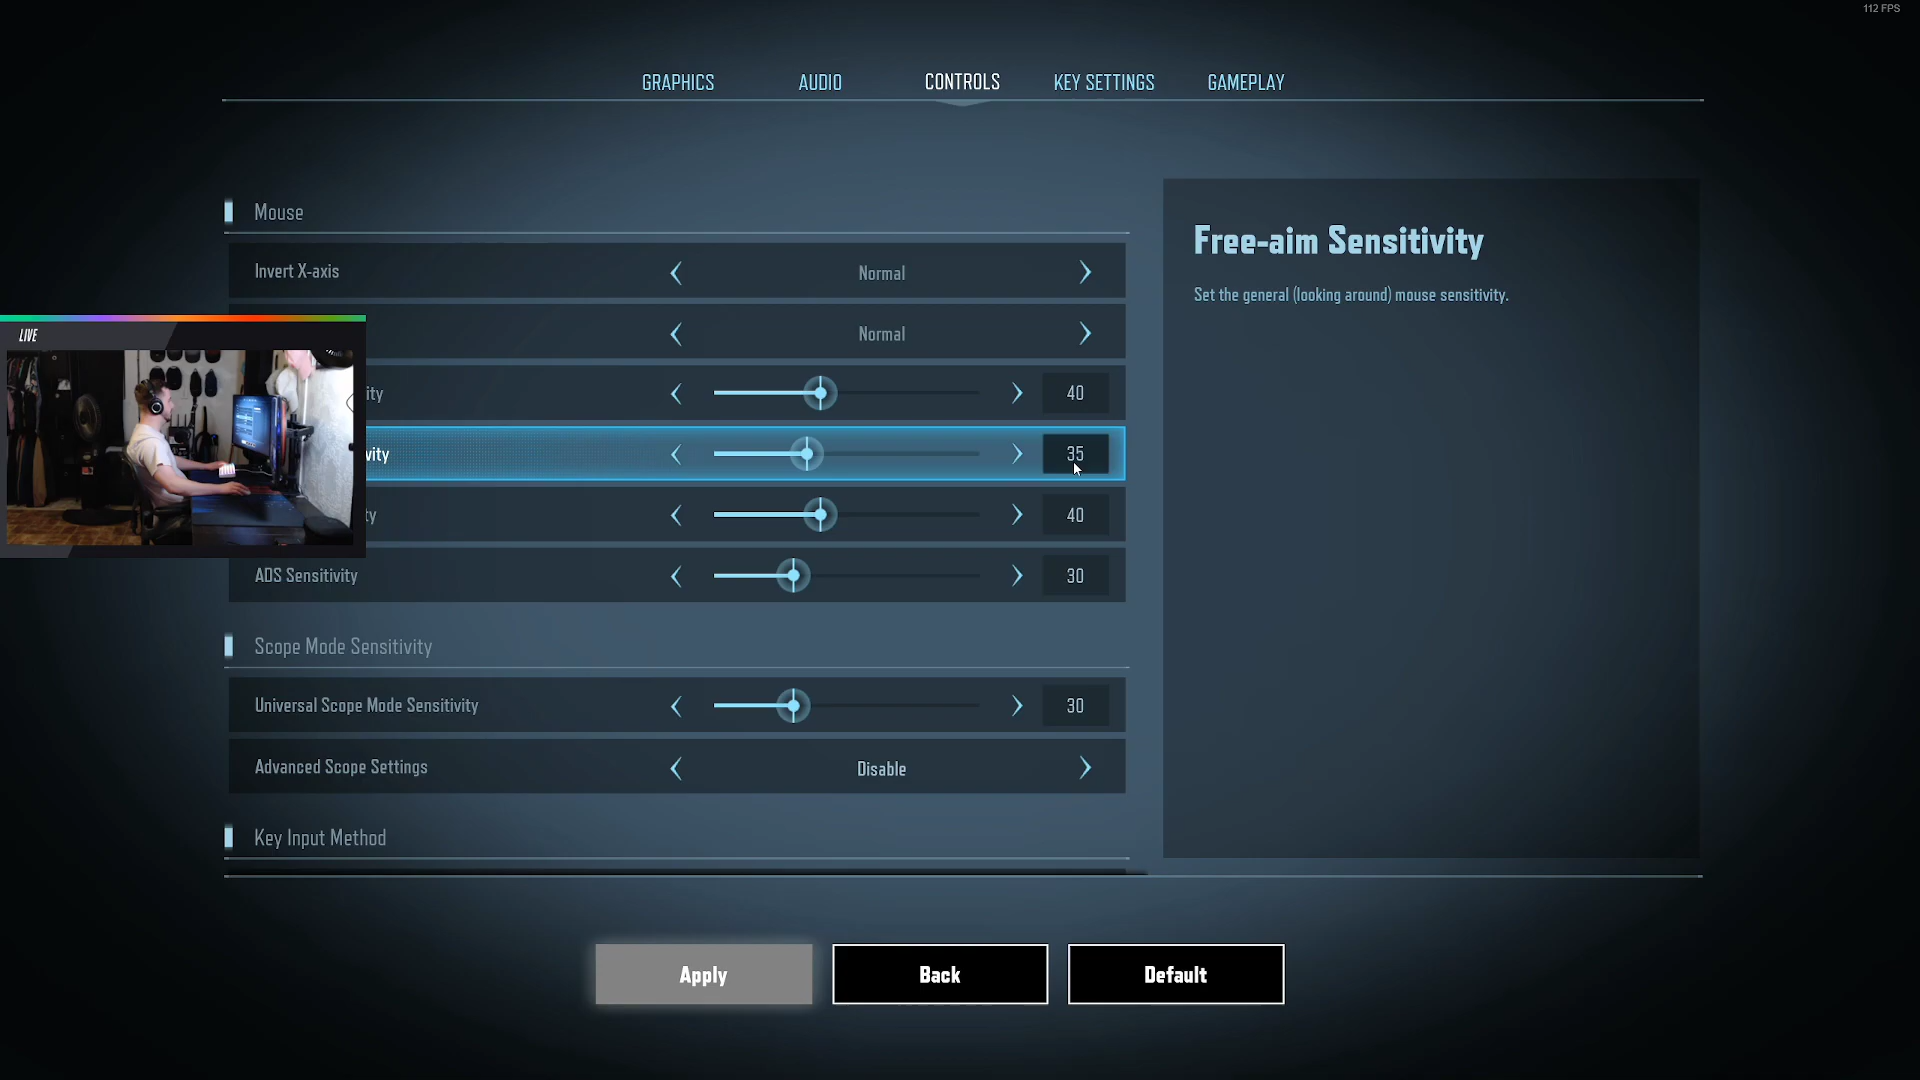 112 FPS
GRAPHICS AUDIO CONTROLS KEY SETTINGS GAMEPLAY
Mouse
Invert X-axis Normal
Normal
LIVE
ity 40
vity 35
ty 40
ADS Sensitivity 30
Scope Mode Sensitivity
Universal Scope Mode Sensitivity 30
Advanced Scope Settings Disable
Key Input Method
Free-aim Sensitivity
Set the general (looking around) mouse sensitivity.
Apply Back Default